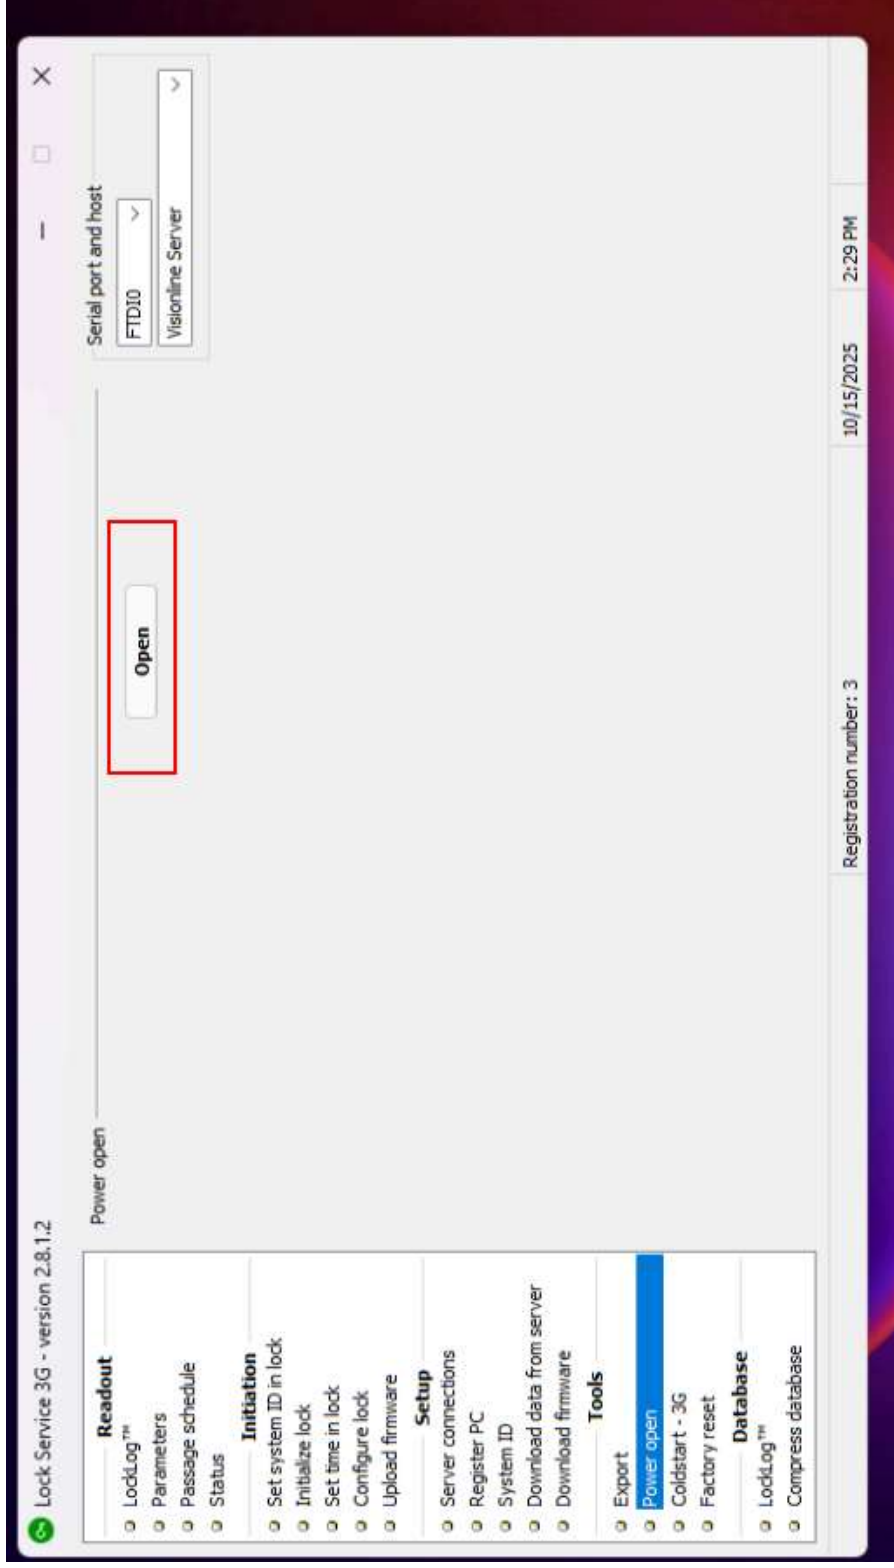 Lock Service 3G - version 2.8.1.2
Readout
LockLog™
Parameters
Passage schedule
Status
Initiation
Set system ID in lock
Initialize lock
Set time in lock
Configure lock
Upload firmware
Setup
Server connections
Register PC
System ID
Download data from server
Download firmware
Tools
Export
Power open
Coldstart - 3G
Factory reset
Database
LockLog™
Compress database
Power open
Open
Serial port and host
FTDI0
Visionline Server
Registration number: 3
10/15/2025
2:29 PM